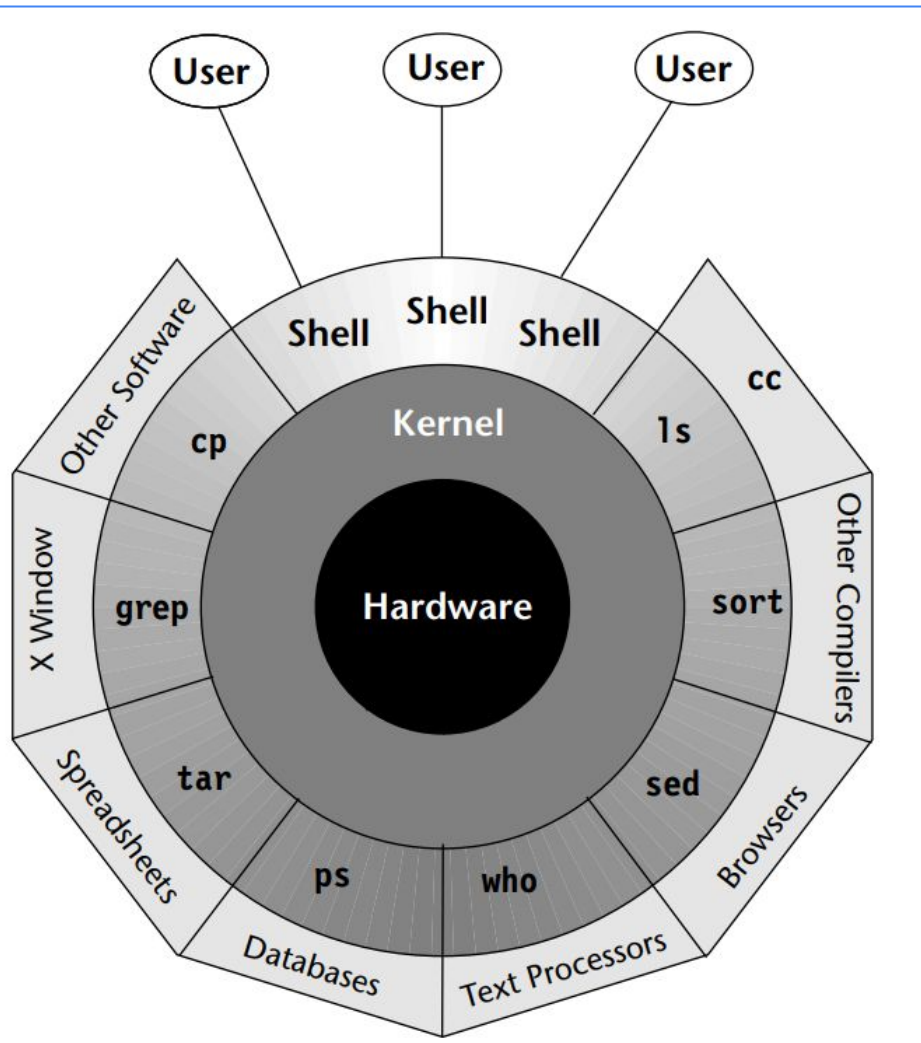 User
User
User
Shell
Shell
Shell
Other Software
cp
Kernel
ls
cc
X Window
grep
Hardware
sort
Other Compilers
Spreadsheets
tar
sed
Browsers
ps
who
Databases
Text Processors